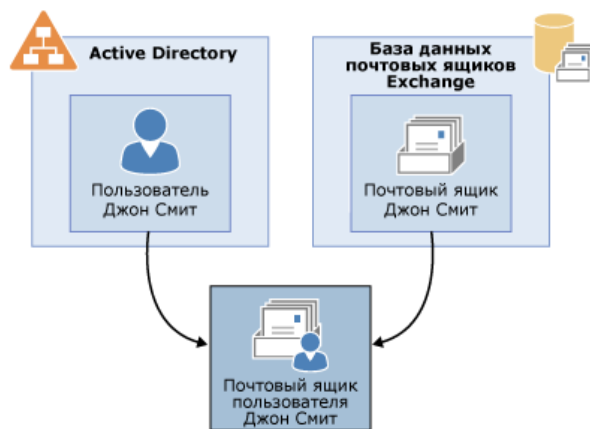 Active Directory
База данных
почтовых ящиков
Exchange
Пользователь
Джон Смит
Почтовый ящик
Джон Смит
Почтовый ящик
пользователя
Джон Смит